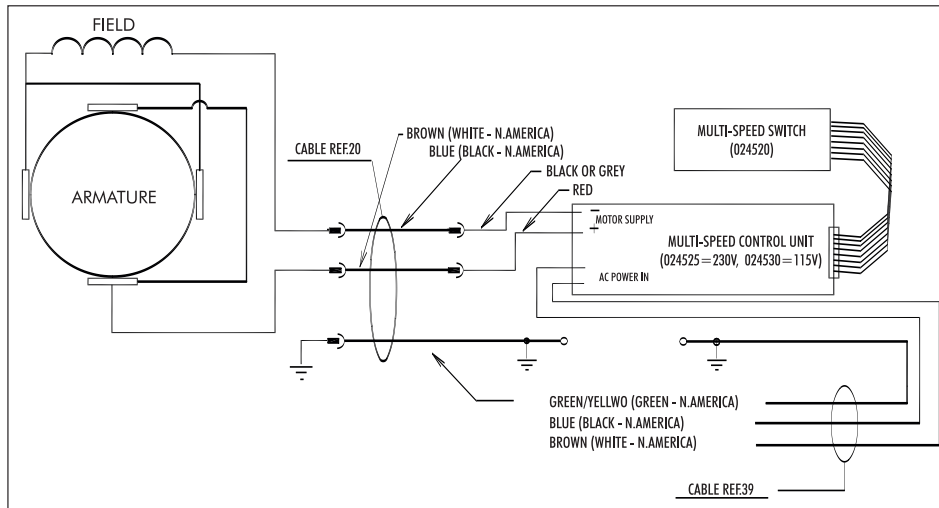 FIELD
ARMATURE
CABLE REF.20
BROWN (WHITE - N.AMERICA)
BLUE (BLACK - N.AMERICA)
BLACK OR GREY
RED
MULTI-SPEED SWITCH
(024520)
–
MOTOR SUPPLY
+
MULTI-SPEED CONTROL UNIT
(024525=230V, 024530=115V)
AC POWER IN
GREEN/YELLWO (GREEN - N.AMERICA)
BLUE (BLACK - N.AMERICA)
BROWN (WHITE - N.AMERICA)
CABLE REF.39